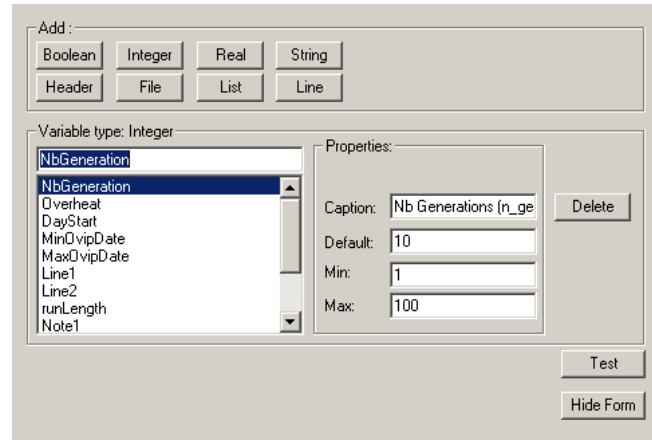 Add :
Boolean Integer Real String
Header File List Line
Variable type: Integer
NbGeneration
NbGeneration
Overheat
DayStart
MinOvipDate
MaxOvipDate
Line1
Line2
runLength
Note1
Properties:
Caption: Nb Generations (n_ge
Default: 10
Min: 1
Max: 100
Delete
Test
Hide Form